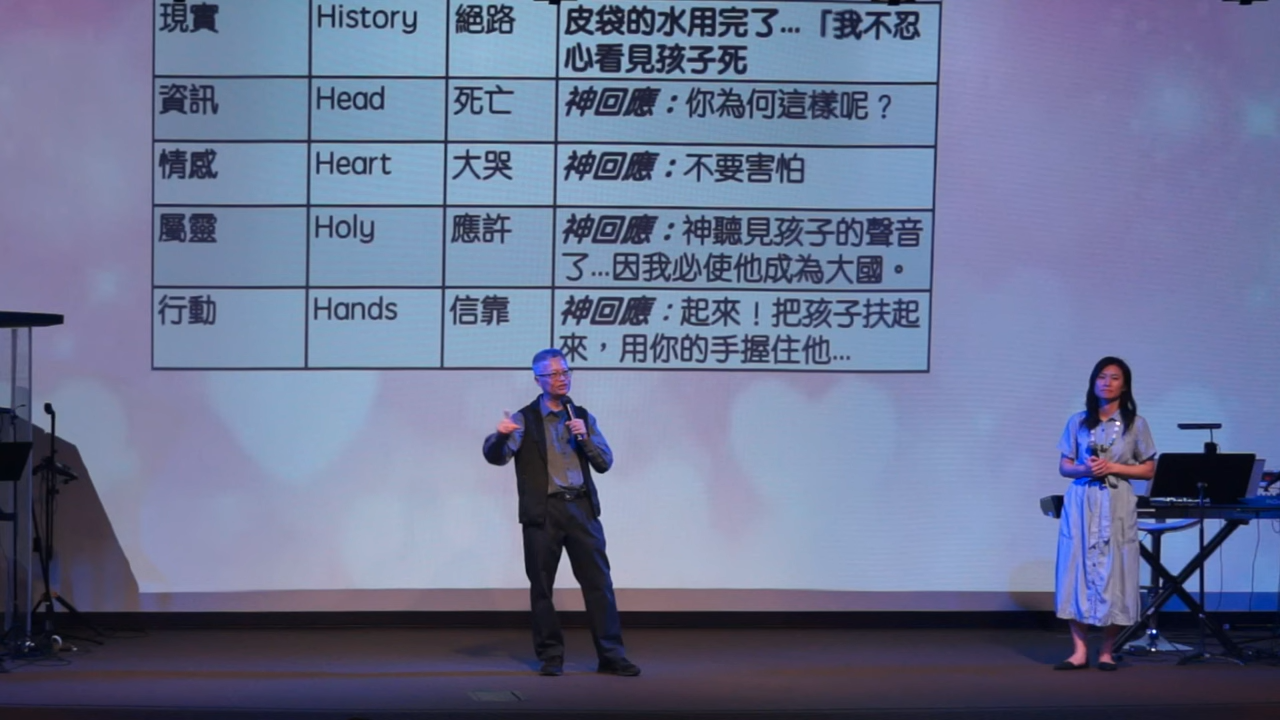 現實 History 絕路 皮袋的水用完了...「我不忍
心看見孩子死
資訊 Head 死亡 神回應：你為何這樣呢？
情感 Heart 大哭 神回應：不要害怕
屬靈 Holy 應許 神回應：神聽見孩子的聲音
了...因我必使他成為大國。
行動 Hands 信靠 神回應：起來！把孩子扶起
來，用你的手握住他...